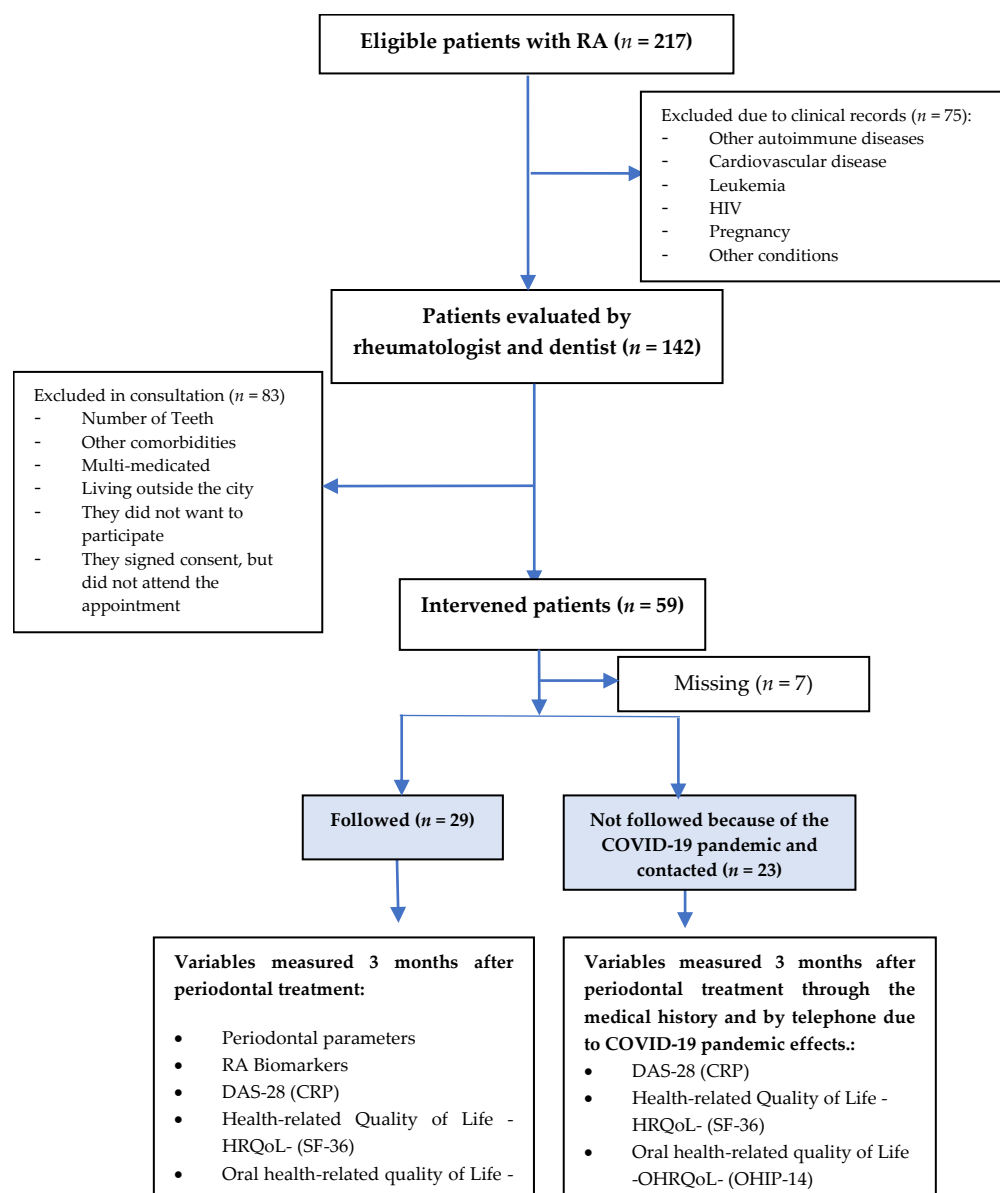 Eligible patients with RA (n = 217)
Excluded due to clinical records (n = 75):
- Other autoimmune diseases
- Cardiovascular disease
- Leukemia
- HIV
- Pregnancy
- Other conditions
Patients evaluated by
rheumatologist and dentist (n = 142)
Excluded in consultation (n = 83)
- Number of Teeth
- Other comorbidities
- Multi-medicated
- Living outside the city
- They did not want to
participate
- They signed consent, but
did not attend the
appointment
Intervened patients (n = 59)
Missing (n = 7)
Followed (n = 29)
Not followed because of the
COVID-19 pandemic and
contacted (n = 23)
Variables measured 3 months after
periodontal treatment:
• Periodontal parameters
• RA Biomarkers
• DAS-28 (CRP)
• Health-related Quality of Life -
HRQoL- (SF-36)
• Oral health-related quality of Life -
Variables measured 3 months after
periodontal treatment through the
medical history and by telephone due
to COVID-19 pandemic effects.:
• DAS-28 (CRP)
• Health-related Quality of Life -
HRQoL- (SF-36)
• Oral health-related quality of Life
-OHRQoL- (OHIP-14)